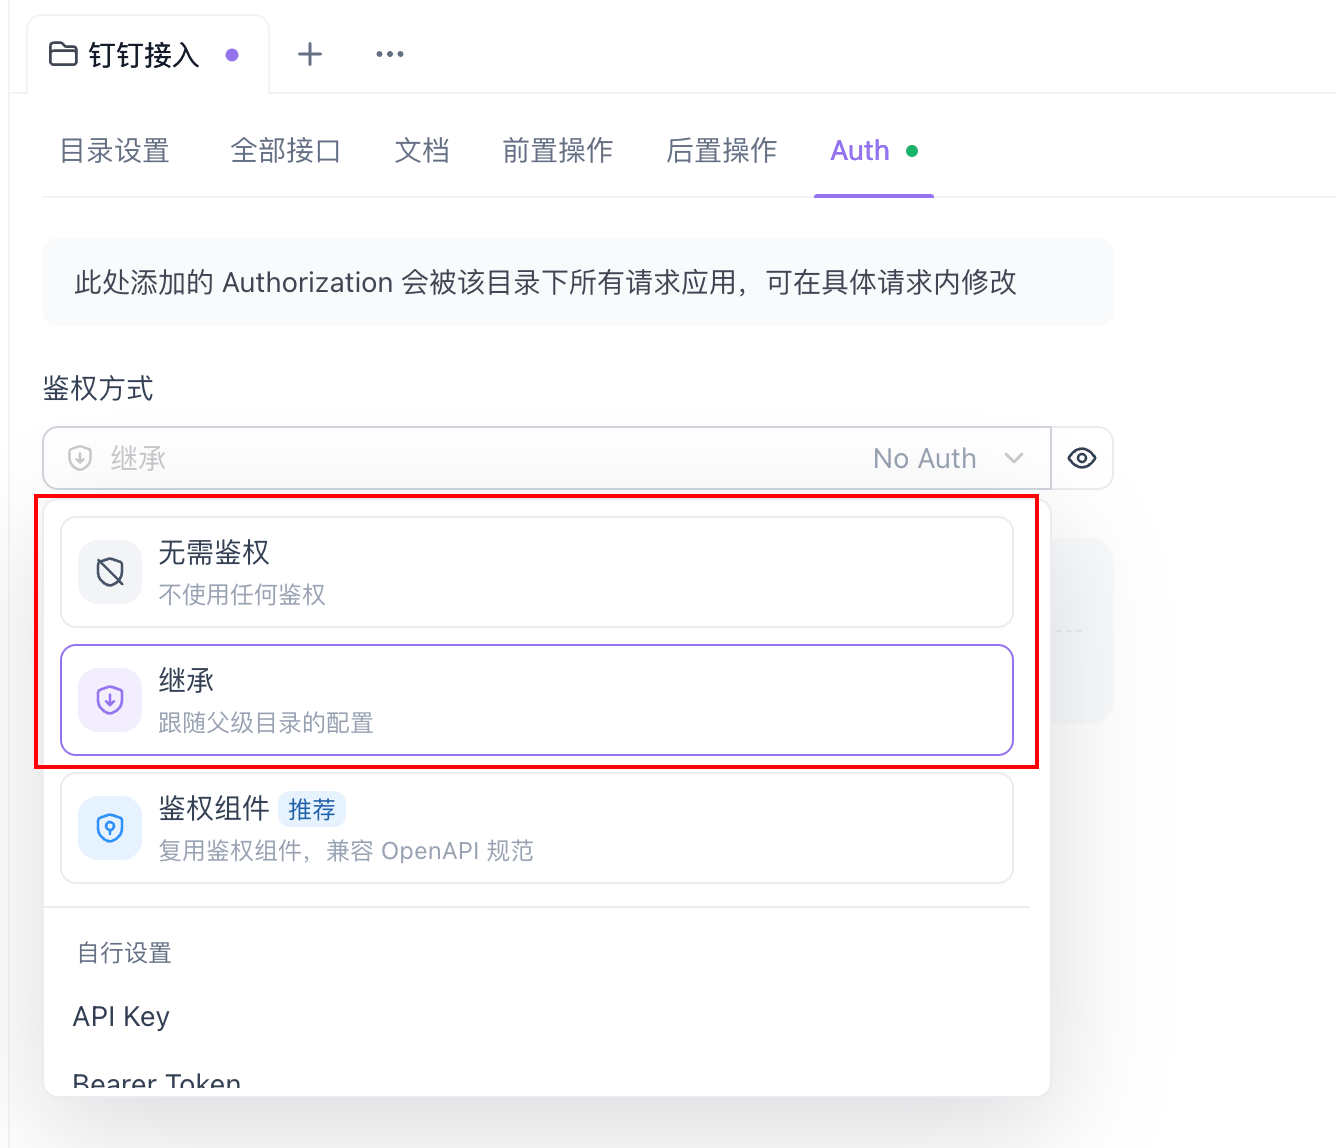 钉钉接入
目录设置 全部接口 文档 前置操作 后置操作 Auth
此处添加的 Authorization 会被该目录下所有请求应用，可在具体请求内修改
鉴权方式
继承 No Auth
无需鉴权
不使用任何鉴权
继承
跟随父级目录的配置
鉴权组件 推荐
复用鉴权组件，兼容 OpenAPI 规范
自行设置
API Key
Bearer Token